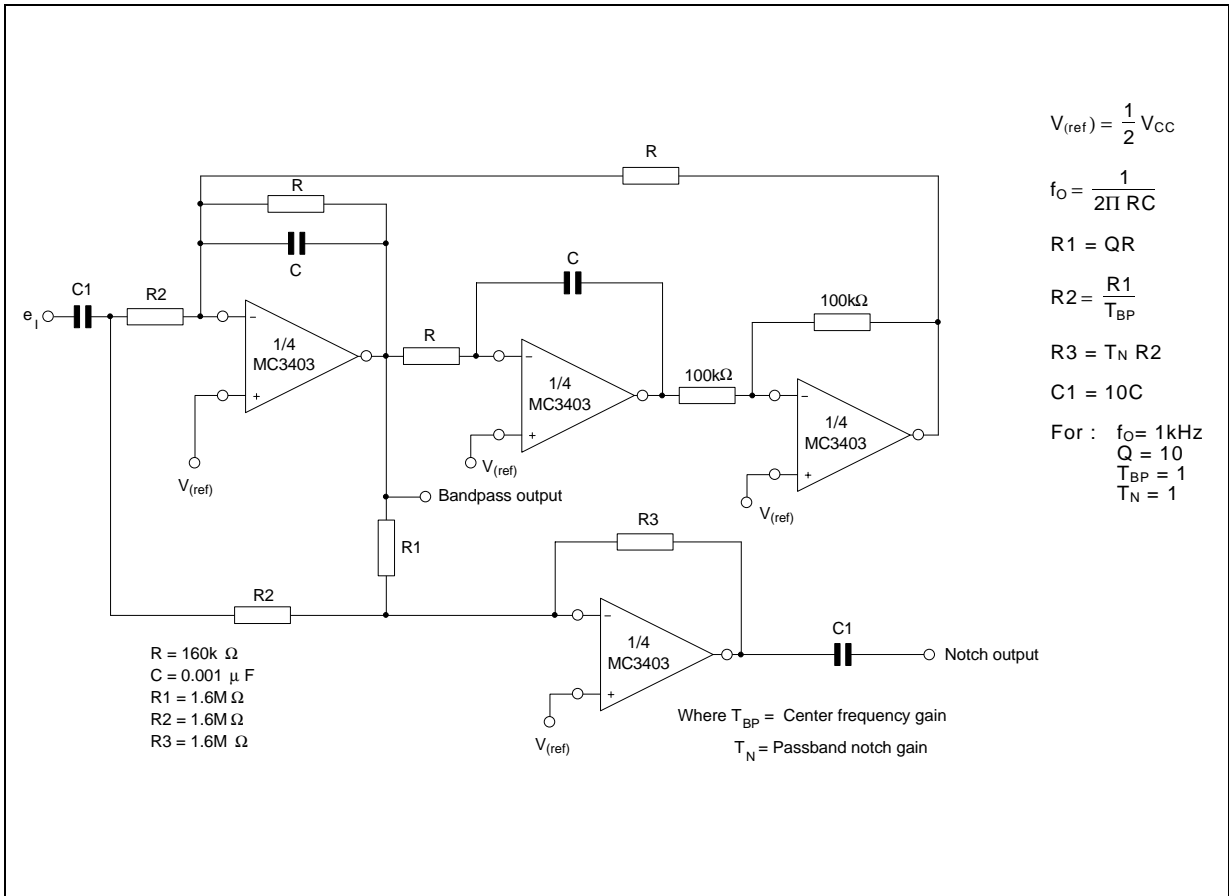 R
R
C
C1
R2
e I
–
1/4
MC3403
+
V(ref)
R
C
–
1/4
MC3403
+
V(ref)
100kΩ
100kΩ
–
1/4
MC3403
+
V(ref)
Bandpass output
R1
R2
R3
–
1/4
MC3403
+
V(ref)
C1
Notch output
R = 160k Ω
C = 0.001 μ F
R1 = 1.6M Ω
R2 = 1.6M Ω
R3 = 1.6M Ω
Where TBP = Center frequency gain
TN = Passband notch gain
V(ref) = 1/2 VCC
fO = 1/2Π RC
R1 = QR
R2 = R1/TBP
R3 = TN R2
C1 = 10C
For : fO = 1kHz
Q = 10
TBP = 1
TN = 1